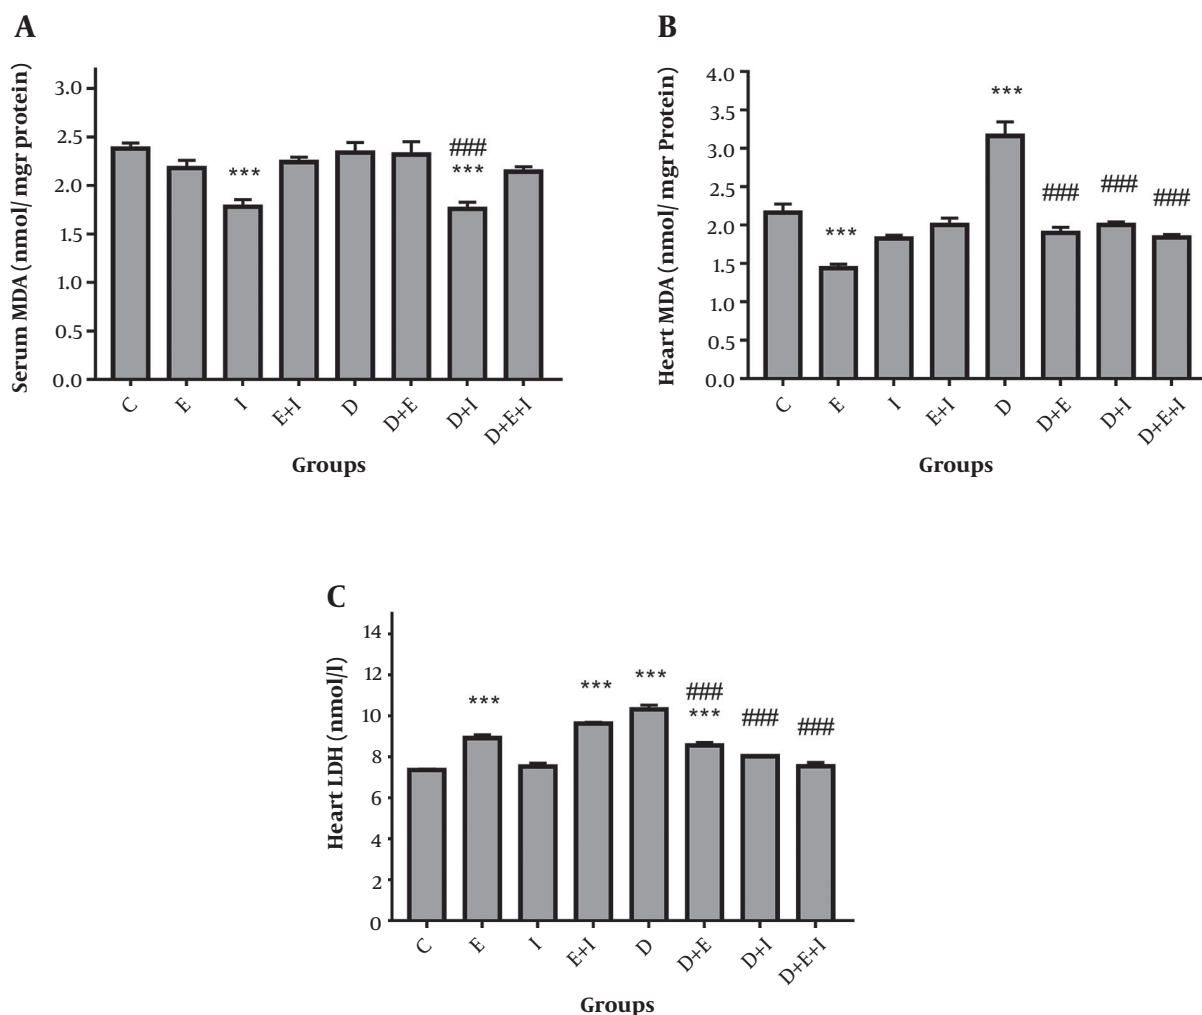 A
Serum MDA (nmol/ mgr protein)
3.0
2.5
2.0
1.5
1.0
0.5
0.0
***
###
***
C
E
I
E+I
D
D+E
D+I
D+E+I
Groups
B
Heart MDA (nmol/ mgr Protein)
4.0
3.5
3.0
2.5
2.0
1.5
1.0
0.5
0.0
***
***
###
###
###
C
E
I
E+I
D
D+E
D+I
D+E+I
Groups
C
Heart LDH (nmol/l)
14
12
10
8
6
4
2
0
***
***
***
###
***
###
###
C
E
I
E+I
D
D+E
D+I
D+E+I
Groups